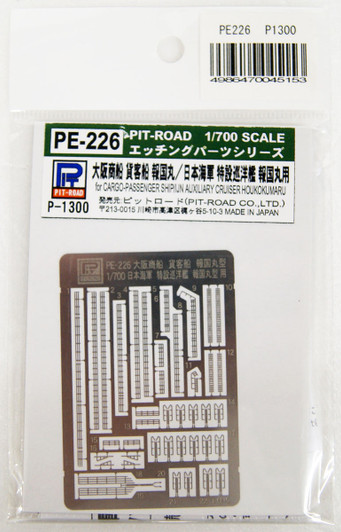 PE226 P1300
4986470045153
PE-226
PIT-ROAD 1/700 SCALE
エッチングパーツシリーズ
PIT-ROAD
P-1300
大阪商船 貨客船 報国丸/日本海軍 特設巡洋艦 報国丸用
for CARGO-PASSENGER SHIP/IJN AUXILIARY CRUISER HOUKOKUMARU
発売元 ピットロード(PIT-ROAD CO.,LTD.)
〒213-0015 川崎市高津区梶ヶ谷5-10-3 MADE IN JAPAN
PE-226 大阪商船 貨客船 報国丸型
1/700 日本海軍 特設巡洋艦 報国丸型 用